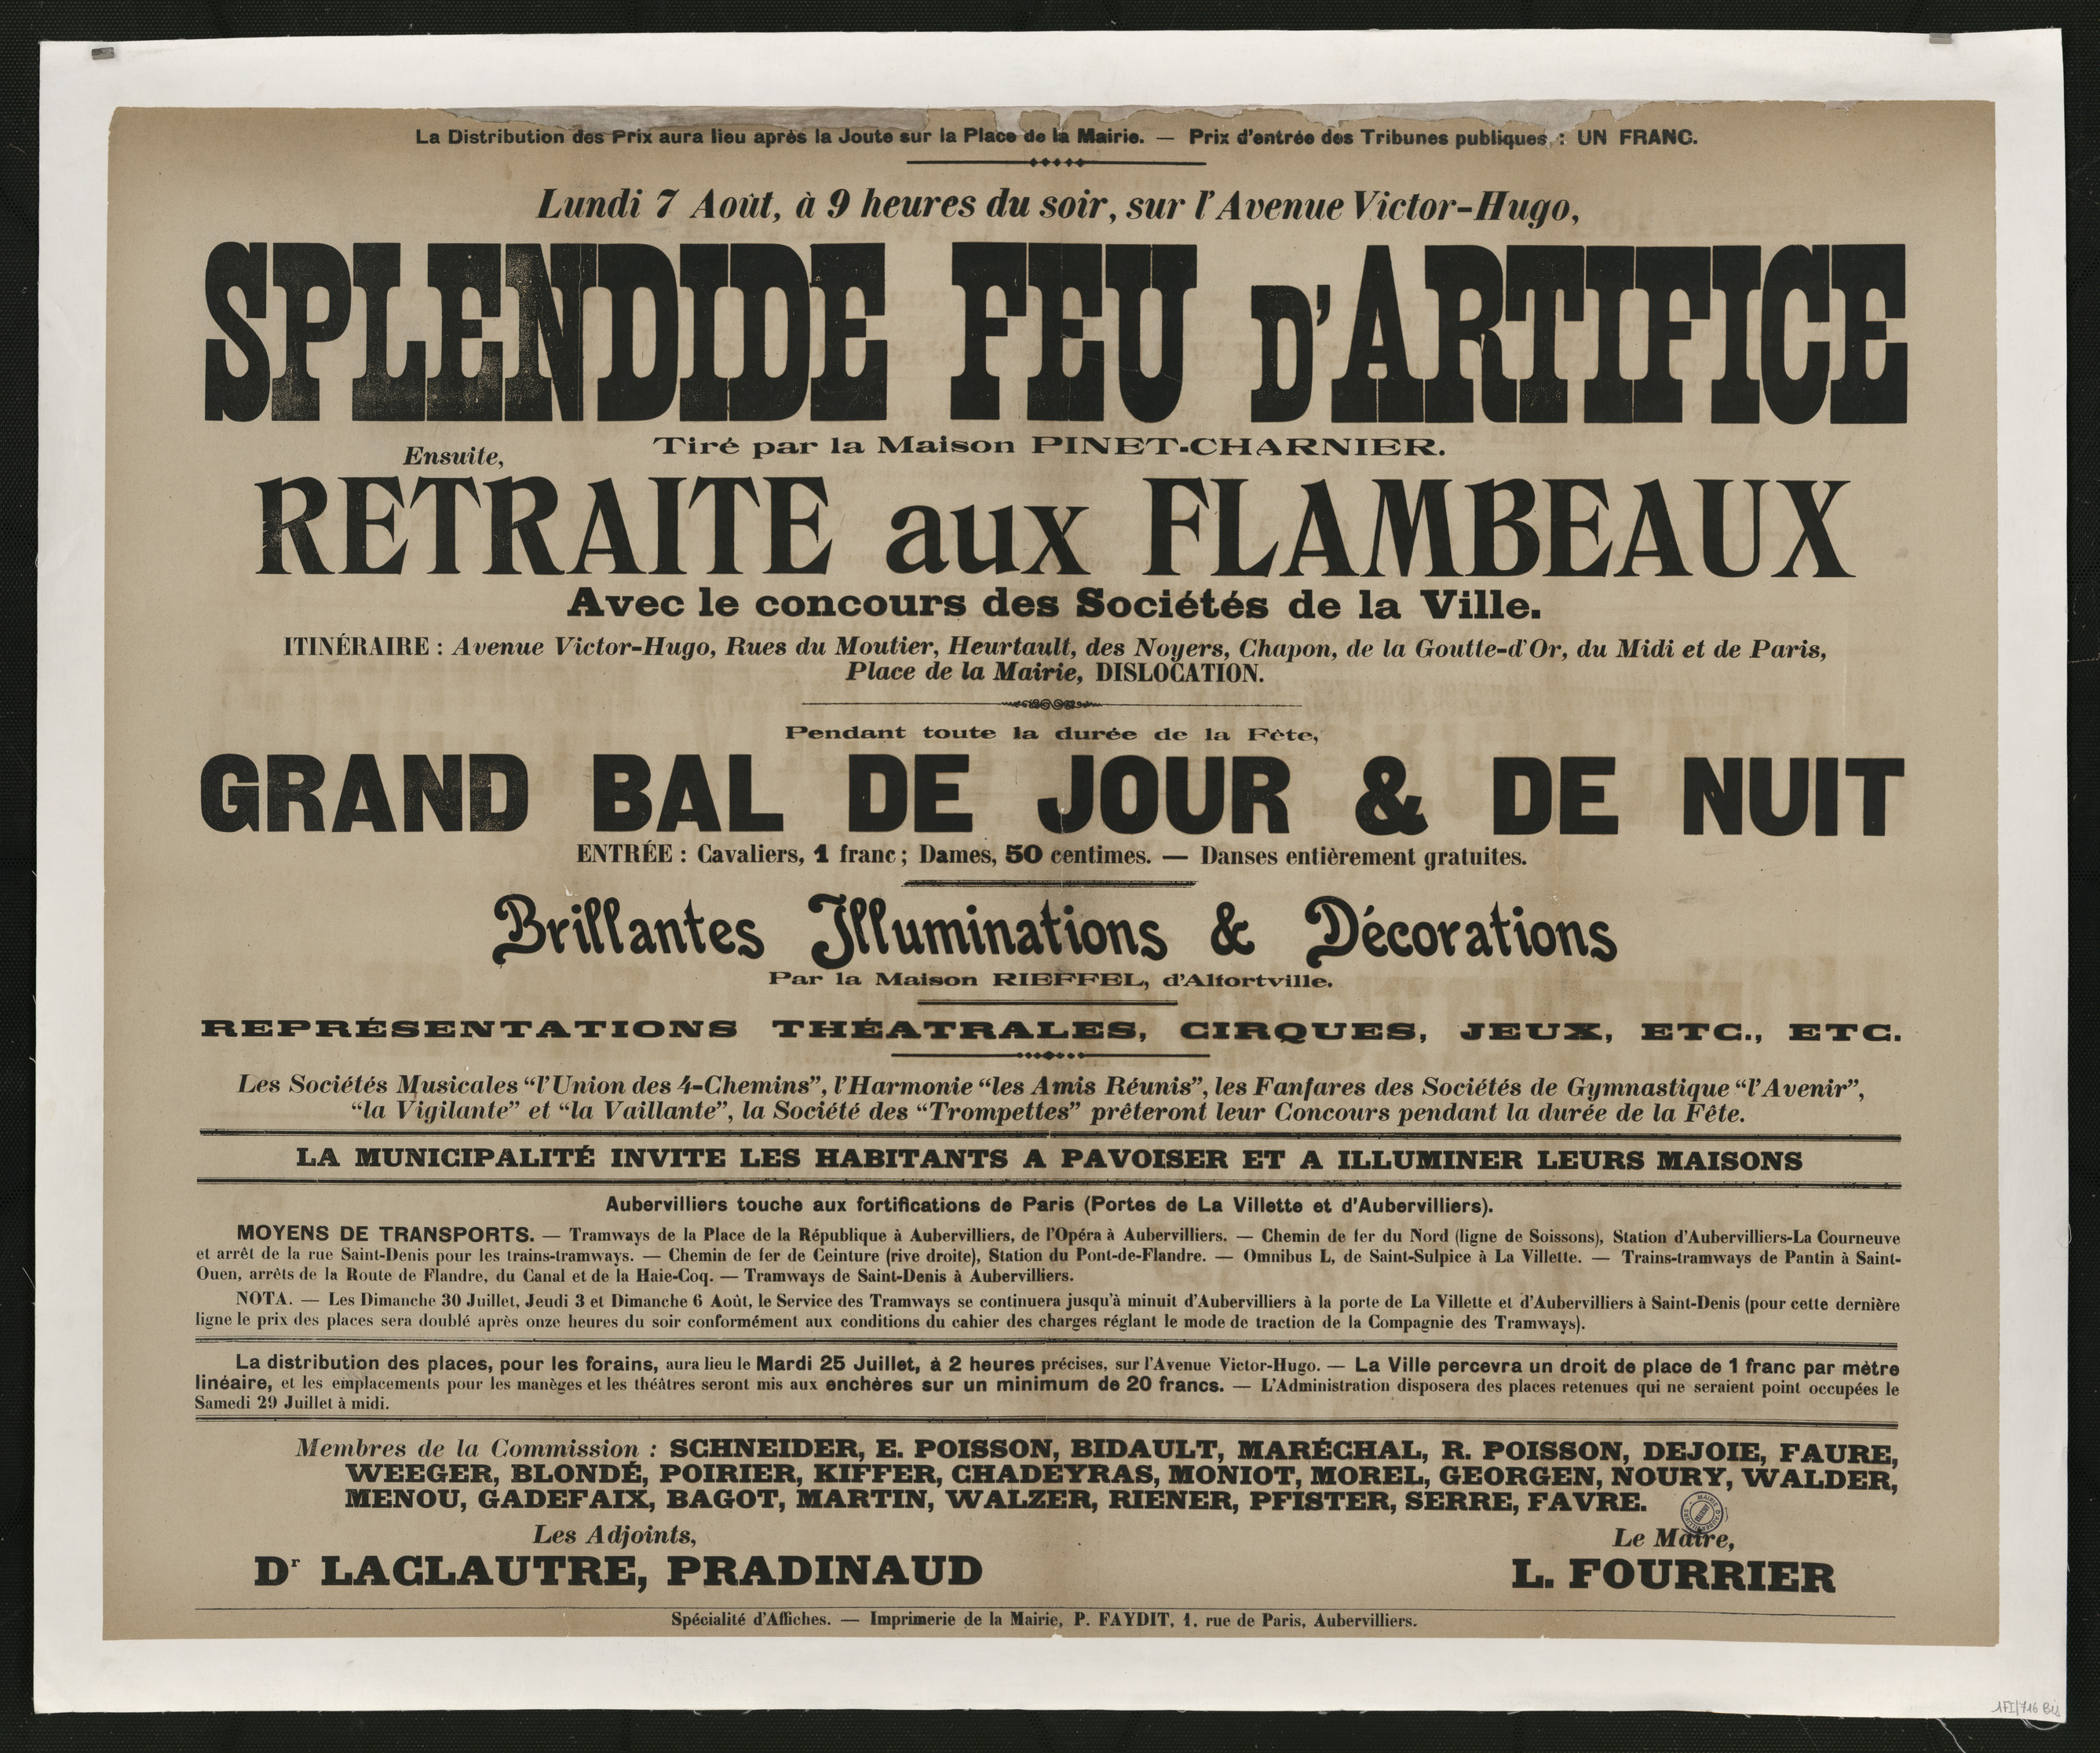 La Distribution des Prix aura lieu après la Joute sur la Place de la Mairie. — Prix d'entrée des Tribunes publiques : UN FRANC.
Lundi 7 Août, à 9 heures du soir, sur l'Avenue Victor-Hugo,
SPLENDIDE FEU D'ARTIFICE
Tiré par la Maison PINET-CHARNIER.
Ensuite,
RETRAITE aux FLAMBEAUX
Avec le concours des Sociétés de la Ville.
ITINÉRAIRE : Avenue Victor-Hugo, Rues du Moutier, Heurtault, des Noyers, Chapon, de la Goutte-d'Or, du Midi et de Paris,
Place de la Mairie, DISLOCATION.
Pendant toute la durée de la Fête,
GRAND BAL DE JOUR & DE NUIT
ENTRÉE : Cavaliers, 1 franc ; Dames, 50 centimes. — Danses entièrement gratuites.
Brillantes Illuminations & Décorations
Par la Maison RIEFFEL, d'Alfortville.
REPRÉSENTATIONS THÉATRALES, CIRQUES, JEUX, ETC., ETC.
Les Sociétés Musicales "l'Union des 4-Chemins", l'Harmonie "les Amis Réunis", les Fanfares des Sociétés de Gymnastique "l'Avenir",
"la Vigilante" et "la Vaillante", la Société des "Trompettes" prêteront leur Concours pendant la durée de la Fête.
LA MUNICIPALITÉ INVITE LES HABITANTS A PAVOISER ET A ILLUMINER LEURS MAISONS
Aubervilliers touche aux fortifications de Paris (Portes de La Villette et d'Aubervilliers).
MOYENS DE TRANSPORTS. — Tramways de la Place de la République à Aubervilliers, de l'Opéra à Aubervilliers. — Chemin de fer du Nord (ligne de Soissons), Station d'Aubervilliers-La Courneuve
et arrêt de la rue Saint-Denis pour les trains-tramways. — Chemin de fer de Ceinture (rive droite), Station du Pont-de-Flandre. — Omnibus L, de Saint-Sulpice à La Villette. — Trains-tramways de Pantin à Saint-
Ouen, arrêts de la Route de Flandre, du Canal et de la Haie-Coq. — Tramways de Saint-Denis à Aubervilliers.
NOTA. — Les Dimanche 30 Juillet, Jeudi 3 et Dimanche 6 Août, le Service des Tramways se continuera jusqu'à minuit d'Aubervilliers à la porte de La Villette et d'Aubervilliers à Saint-Denis (pour cette dernière
ligne le prix des places sera doublé après onze heures du soir conformément aux conditions du cahier des charges réglant le mode de traction de la Compagnie des Tramways).
La distribution des places, pour les forains, aura lieu le Mardi 25 Juillet, à 2 heures précises, sur l'Avenue Victor-Hugo. — La Ville percevra un droit de place de 1 franc par mètre
linéaire, et les emplacements pour les manèges et les théâtres seront mis aux enchères sur un minimum de 20 francs. — L'Administration disposera des places retenues qui ne seraient point occupées le
Samedi 29 Juillet à midi.
Membres de la Commission : SCHNEIDER, E. POISSON, BIDAULT, MARÉCHAL, R. POISSON, DEJOIE, FAURE,
WEEGER, BLONDÉ, POIRIER, KIFFER, CHADEYRAS, MONIOT, MOREL, GEORGEN, NOURY, WALDER,
MENOU, GADEFAIX, BAGOT, MARTIN, WALZER, RIENER, PFISTER, SERRE, FAVRE.
Les Adjoints,
Dr LACLAUTRE, PRADINAUD
Le Maire,
L. FOURRIER
Spécialité d'Affiches. — Imprimerie de la Mairie, P. FAYDIT, 1, rue de Paris, Aubervilliers.
1FI/716 Bis